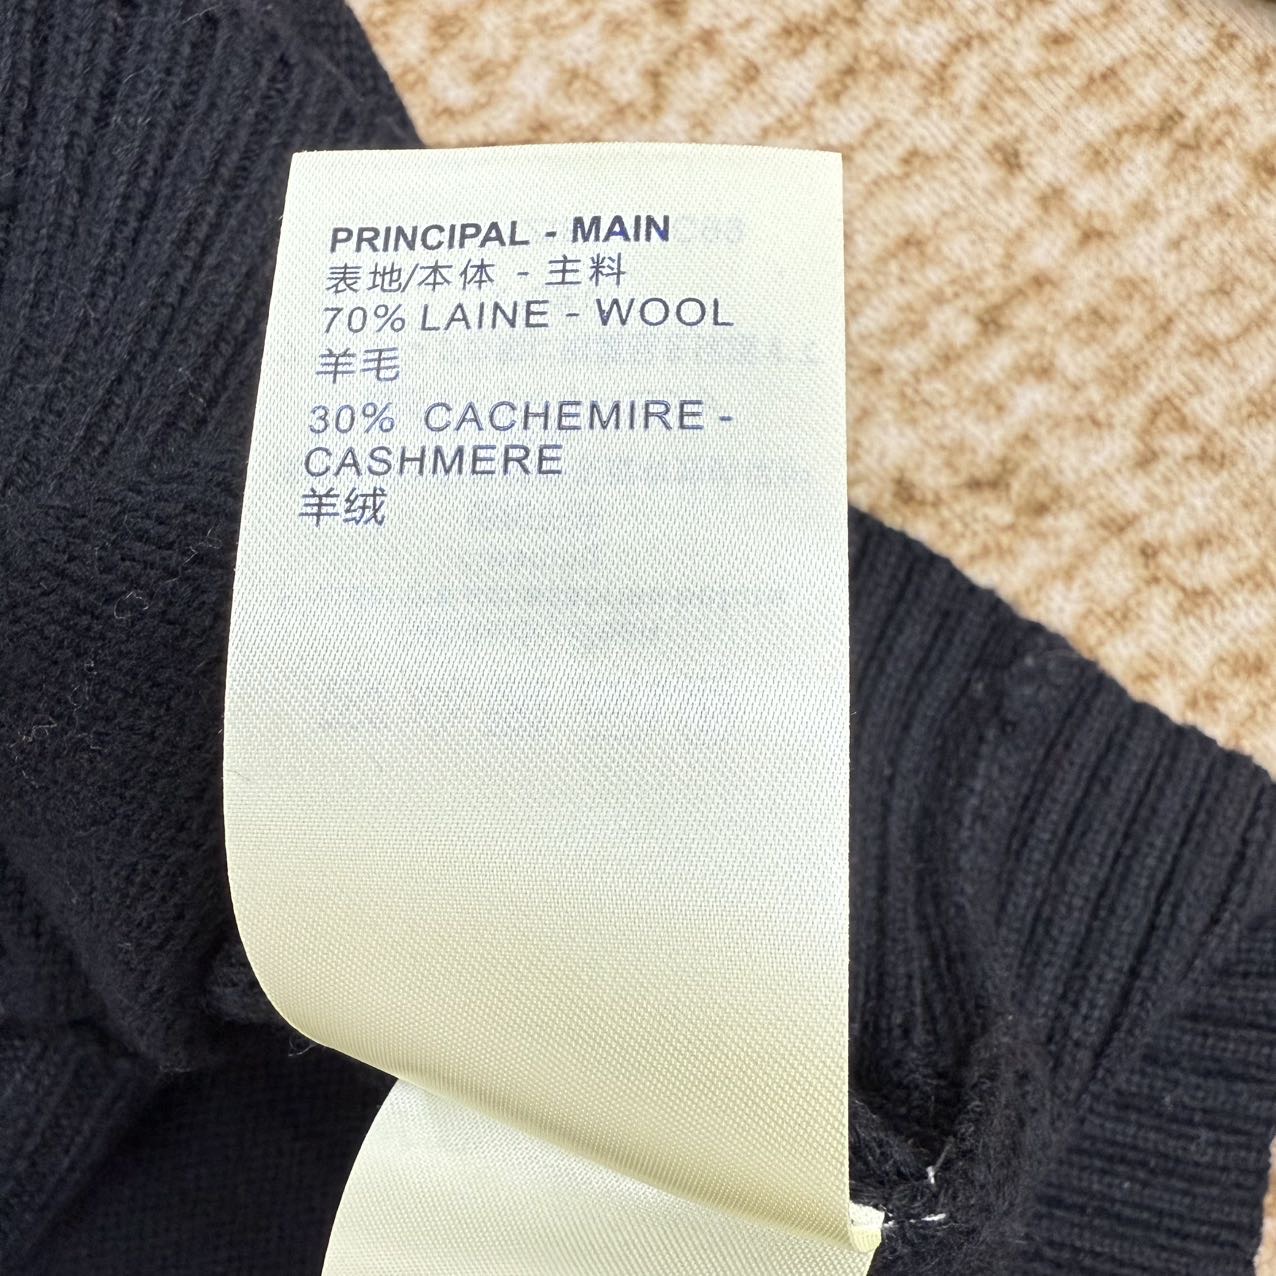 PRINCIPAL - MAIN
表地/本体 - 主料
70% LAINE - WOOL
羊毛
30% CACHEMIRE -
CASHMERE
羊绒